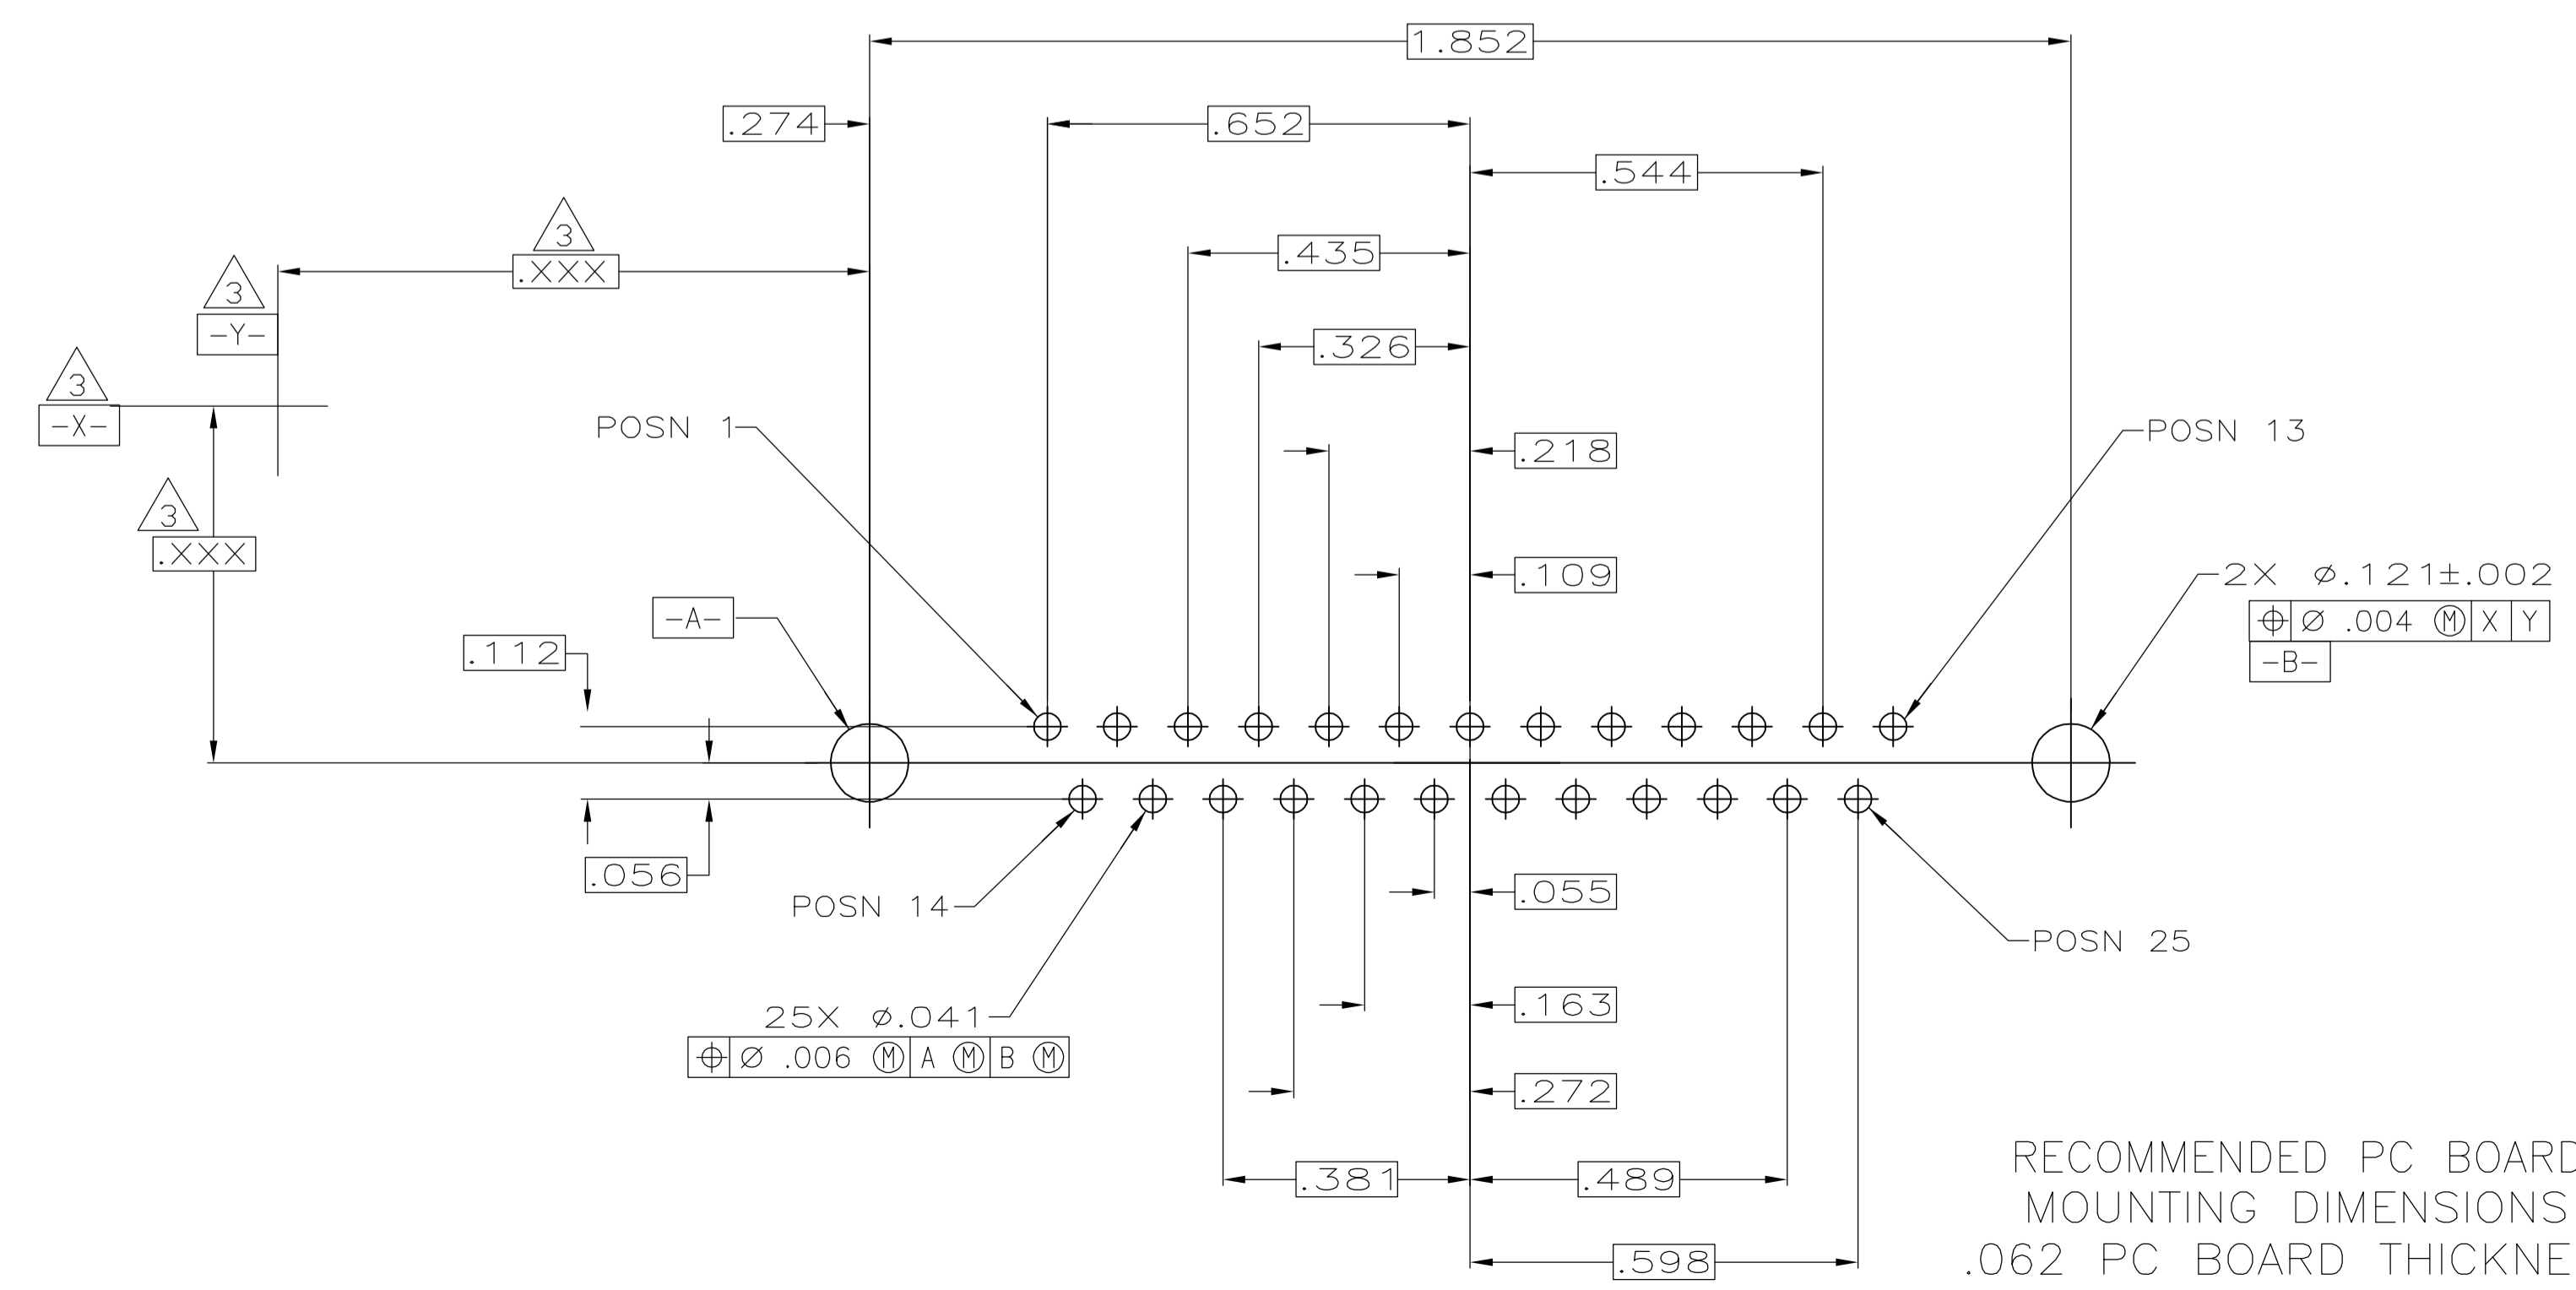 1.852
.274
.652
.544
3
.XXX
.435
3
-Y-
.326
3
-X-
POSN 1
POSN 13
.218
3
.XXX
.109
2X ⌀.121±.002
⌖ ⌀ .004 Ⓜ X Y
-B-
-A-
.112
.056
POSN 14
.055
POSN 25
25X ⌀.041
⌖ ⌀ .006 Ⓜ A Ⓜ B Ⓜ
.163
.272
.381
.489
.598
RECOMMENDED PC BOARD
MOUNTING DIMENSIONS
.062 PC BOARD THICKNE